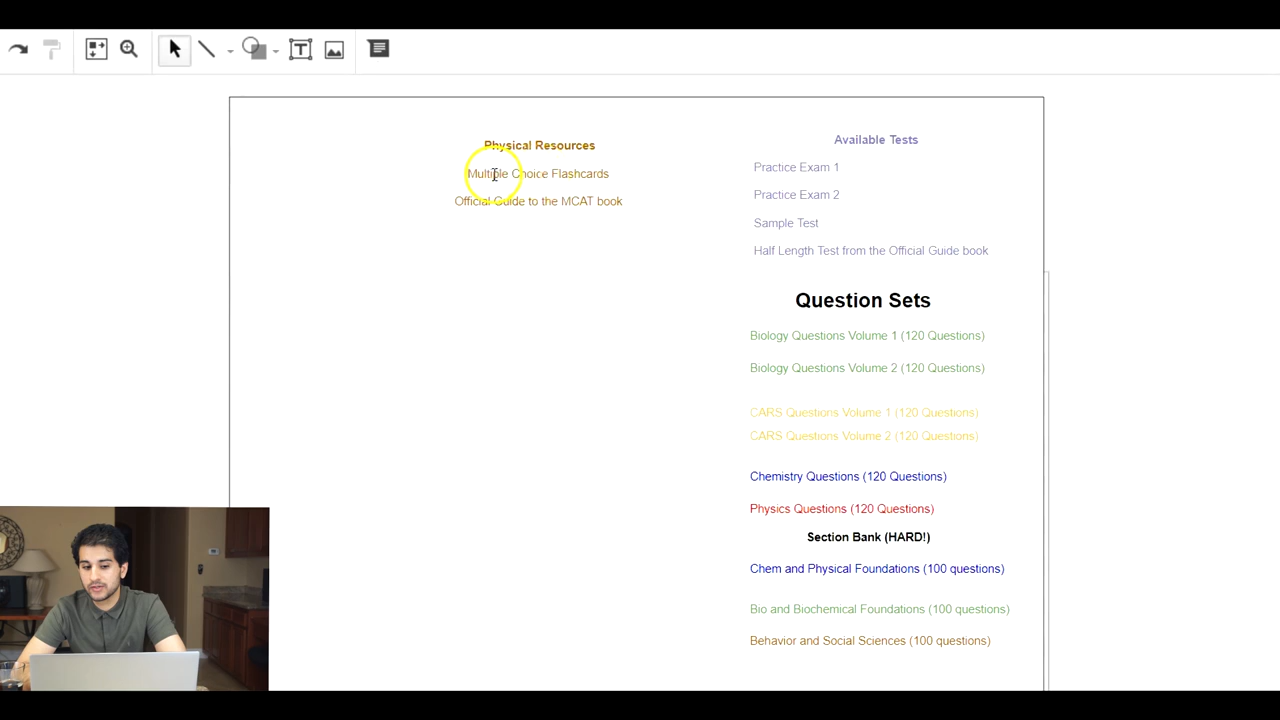 Physical Resources
Multiple Choice Flashcards
Official Guide to the MCAT book
Available Tests
Practice Exam 1
Practice Exam 2
Sample Test
Half Length Test from the Official Guide book
Question Sets
Biology Questions Volume 1 (120 Questions)
Biology Questions Volume 2 (120 Questions)
CARS Questions Volume 1 (120 Questions)
CARS Questions Volume 2 (120 Questions)
Chemistry Questions (120 Questions)
Physics Questions (120 Questions)
Section Bank (HARD!)
Chem and Physical Foundations (100 questions)
Bio and Biochemical Foundations (100 questions)
Behavior and Social Sciences (100 questions)